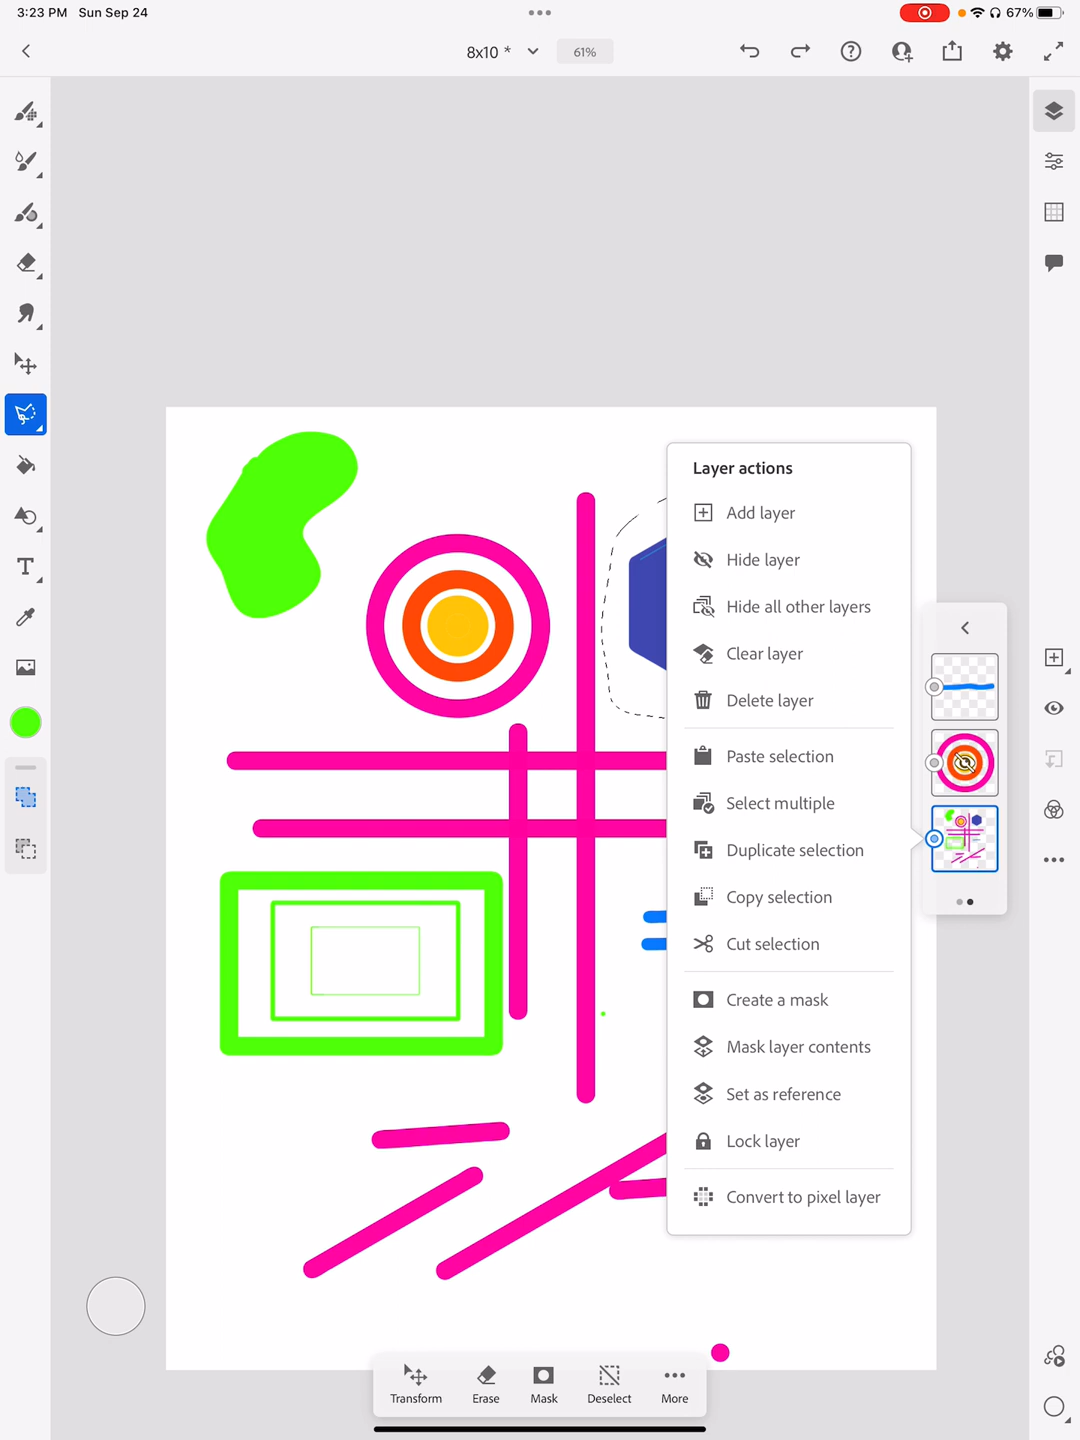 3:23 PM Sun Sep 24
67%
8x10 *
61%
Layer actions
Add layer
Hide layer
Hide all other layers
Clear layer
Delete layer
Paste selection
Select multiple
Duplicate selection
Copy selection
Cut selection
Create a mask
Mask layer contents
Set as reference
Lock layer
Convert to pixel layer
Transform
Erase
Mask
Deselect
More